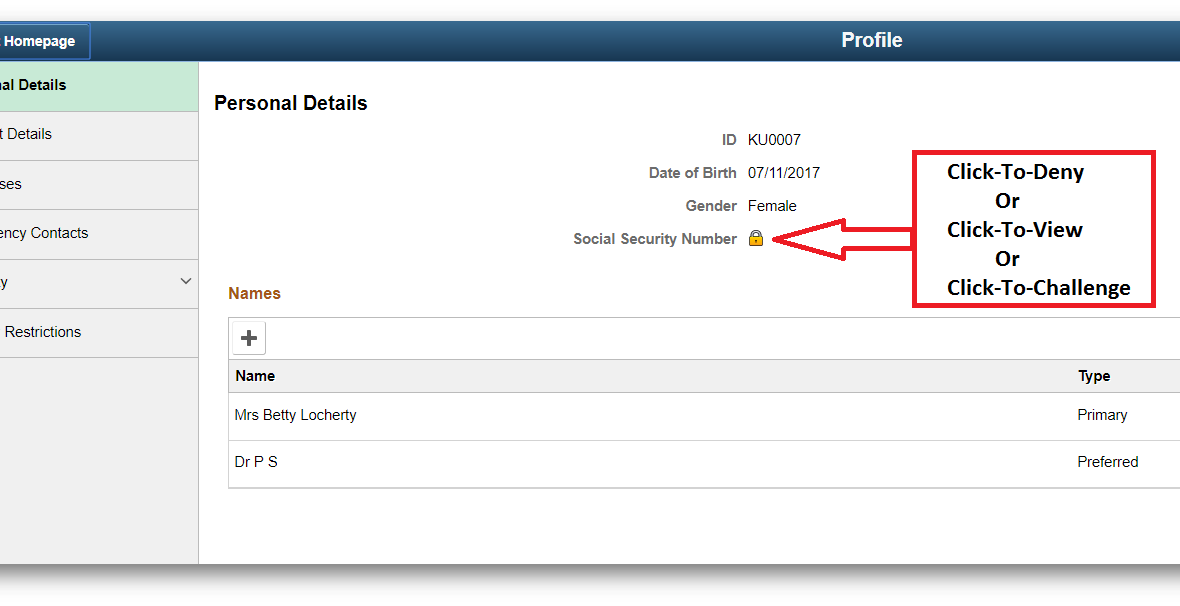 Homepage
Profile
al Details
t Details
ses
ency Contacts
y
Restrictions
Personal Details
ID KU0007
Date of Birth 07/11/2017
Gender Female
Social Security Number
Click-To-Deny
Or
Click-To-View
Or
Click-To-Challenge
Names
Name Type
Mrs Betty Locherty Primary
Dr P S Preferred